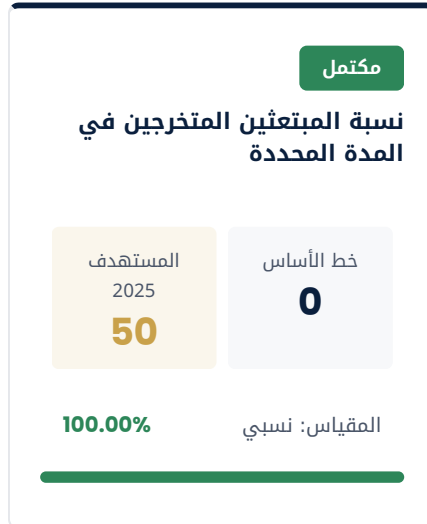 مكتمل
نسبة المبتعثين المتخرجين في
المدة المحددة
خط الأساس
0
المستهدف
2025
50
المقياس: نسبي
100.00%